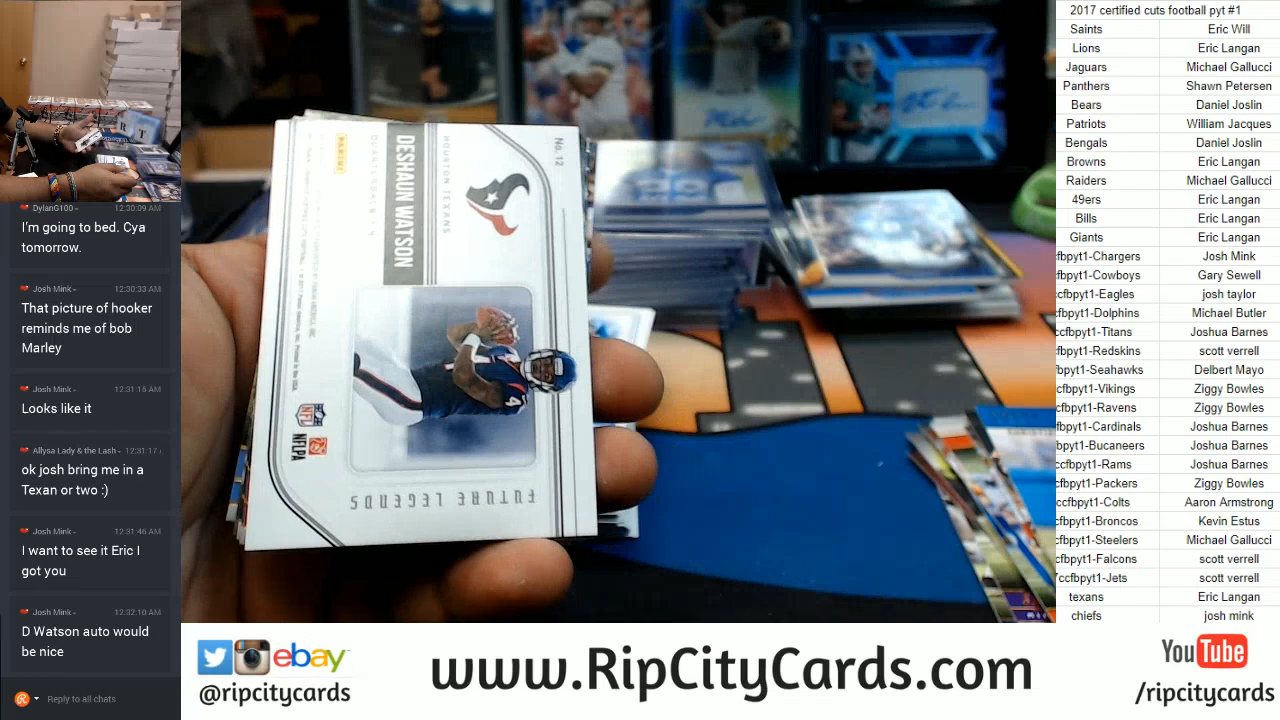 DylanG100 - 12:30:09 AM
I'm going to bed. Cya
tomorrow.
Josh Mink - 12:30:33 AM
That picture of hooker
reminds me of bob
Marley
Josh Mink - 12:31:15 AM
Looks like it
Allysa Lady & the Lash - 12:31:17
ok josh bring me in a
Texan or two :)
Josh Mink - 12:31:46 AM
I want to see it Eric I
got you
Josh Mink - 12:32:10 AM
D Watson auto would
be nice
Reply to all chats
No. 12
HOUSTON TEXANS
DESHAUN WATSON
QUARTERBACK • 4
PANINI
NFL
NFLPA
FUTURE LEGENDS
2017 certified cuts football pyt #1
Saints Eric Will
Lions Eric Langan
Jaguars Michael Gallucci
Panthers Shawn Petersen
Bears Daniel Joslin
Patriots William Jacques
Bengals Daniel Joslin
Browns Eric Langan
Raiders Michael Gallucci
49ers Eric Langan
Bills Eric Langan
Giants Eric Langan
cfbpyt1-Chargers Josh Mink
cfbpyt1-Cowboys Gary Sewell
ccfbpyt1-Eagles josh taylor
cfbpyt1-Dolphins Michael Butler
ccfbpyt1-Titans Joshua Barnes
cfbpyt1-Redskins scott verrell
fbpyt1-Seahawks Delbert Mayo
cfbpyt1-Vikings Ziggy Bowles
cfbpyt1-Ravens Ziggy Bowles
cfbpyt1-Cardinals Joshua Barnes
bpyt1-Bucaneers Joshua Barnes
ccfbpyt1-Rams Joshua Barnes
cfbpyt1-Packers Ziggy Bowles
ccfbpyt1-Colts Aaron Armstrong
cfbpyt1-Broncos Kevin Estus
cfbpyt1-Steelers Michael Gallucci
cfbpyt1-Falcons scott verrell
7ccfbpyt1-Jets scott verrell
texans Eric Langan
chiefs josh mink
ebay
@ripcitycards
www.RipCityCards.com
YouTube
/ripcitycards